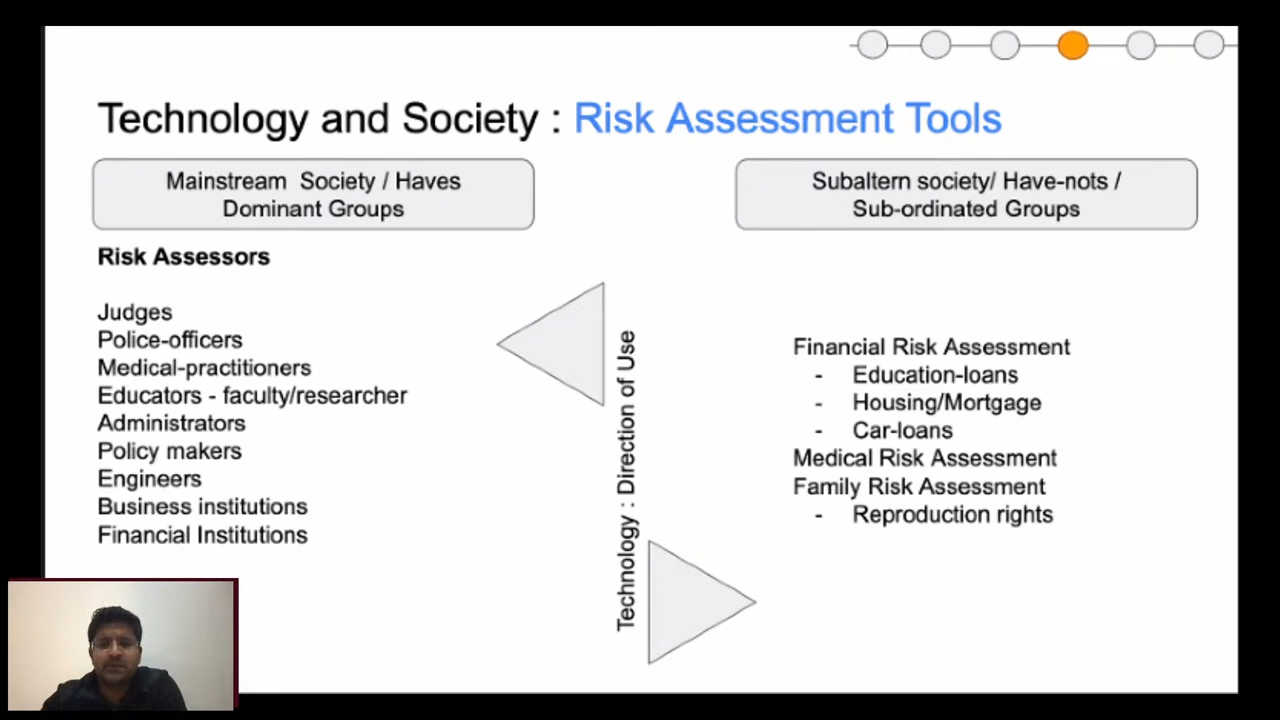 Technology and Society : Risk Assessment Tools
Mainstream Society / Haves
Dominant Groups
Subaltern society/ Have-nots /
Sub-ordinated Groups
Risk Assessors
Judges
Police-officers
Medical-practitioners
Educators - faculty/researcher
Administrators
Policy makers
Engineers
Business institutions
Financial Institutions
Technology : Direction of Use
Financial Risk Assessment
- Education-loans
- Housing/Mortgage
- Car-loans
Medical Risk Assessment
Family Risk Assessment
- Reproduction rights